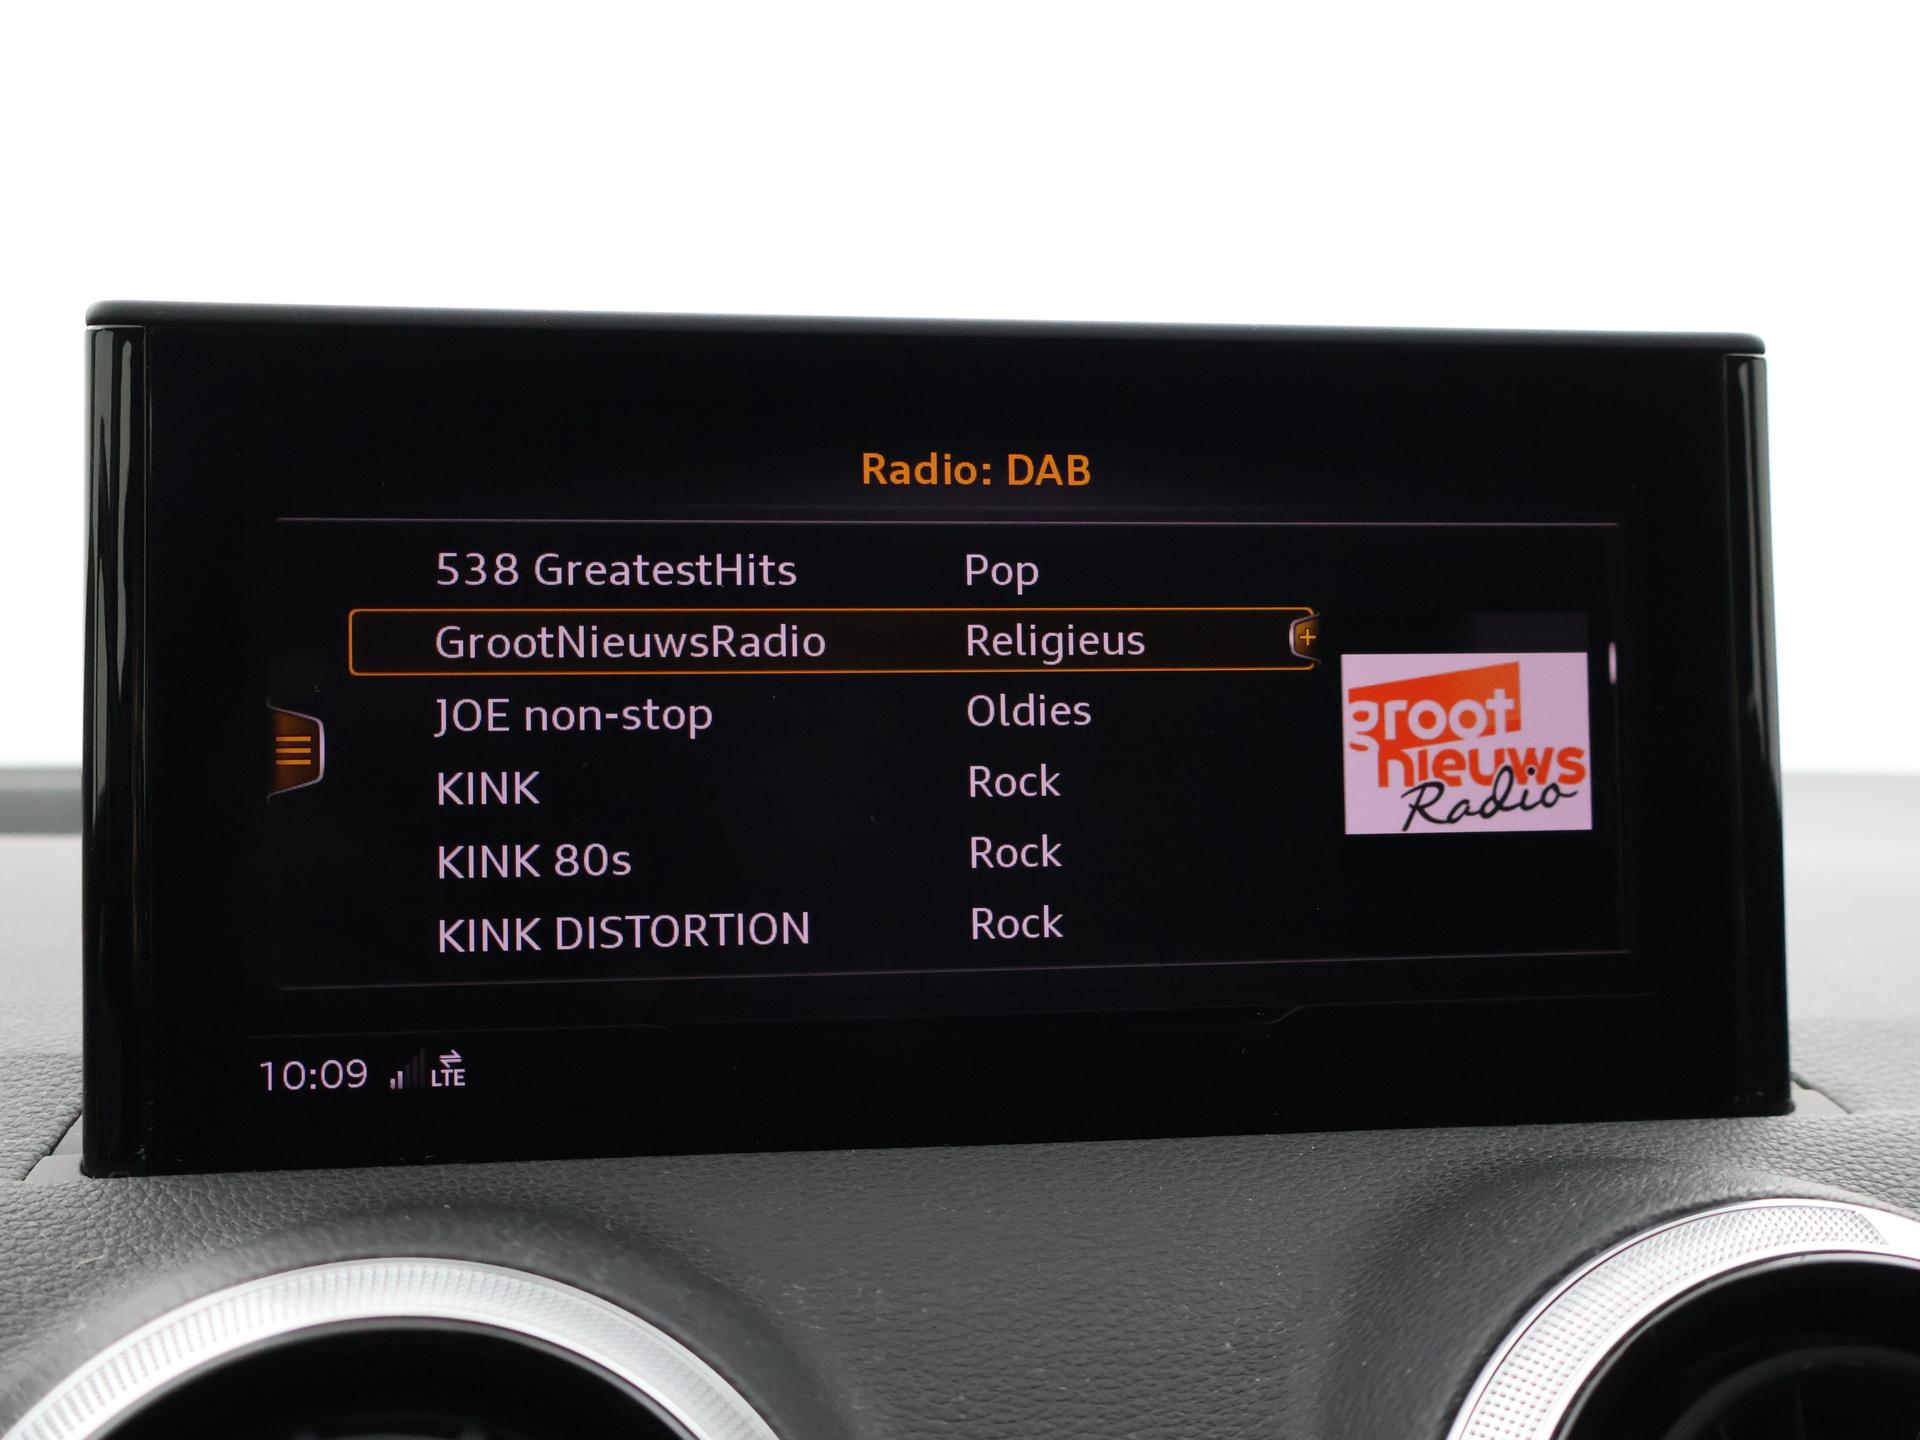 Radio: DAB
538 GreatestHits Pop
GrootNieuwsRadio Religieus
JOE non-stop Oldies
KINK Rock
KINK 80s Rock
KINK DISTORTION Rock
groot
nieuws
Radio
10:09 LTE